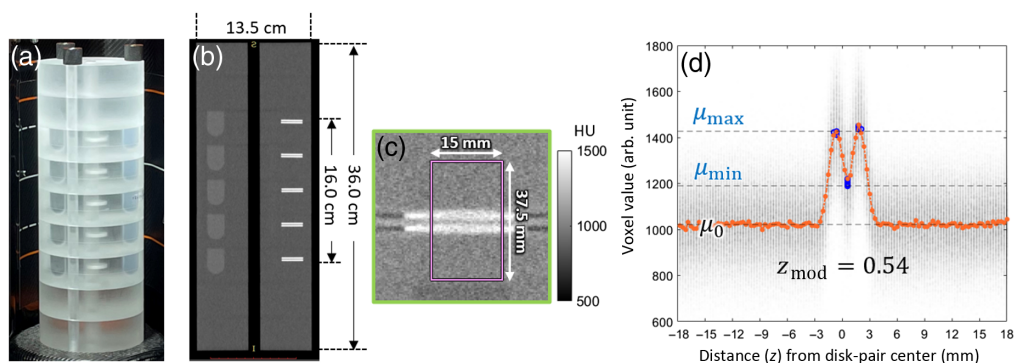 (a)
(b)
13.5 cm
2
16.0 cm
36.0 cm
1
(c)
15 mm
37.5 mm
HU
1500
1000
500
(d)
Voxel value (arb. unit)
1800
1600
1400
1200
1000
800
600
μmax
μmin
μ0
zmod = 0.54
−18 −15 −12 −9 −6 −3 0 3 6 9 12 15 18
Distance (z) from disk-pair center (mm)